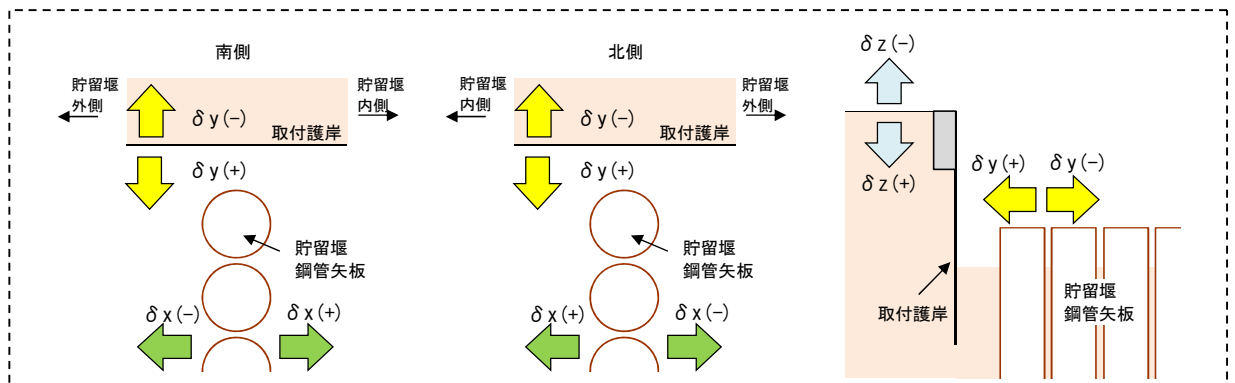 南側
貯留堰
外側
δy(−)
貯留堰
内側
取付護岸
δy(+)
貯留堰
鋼管矢板
δx(−)
δx(+)
北側
貯留堰
内側
δy(−)
貯留堰
外側
取付護岸
δy(+)
貯留堰
鋼管矢板
δx(+)
δx(−)
δz(−)
δz(+)
δy(+)
δy(−)
取付護岸
貯留堰
鋼管矢板